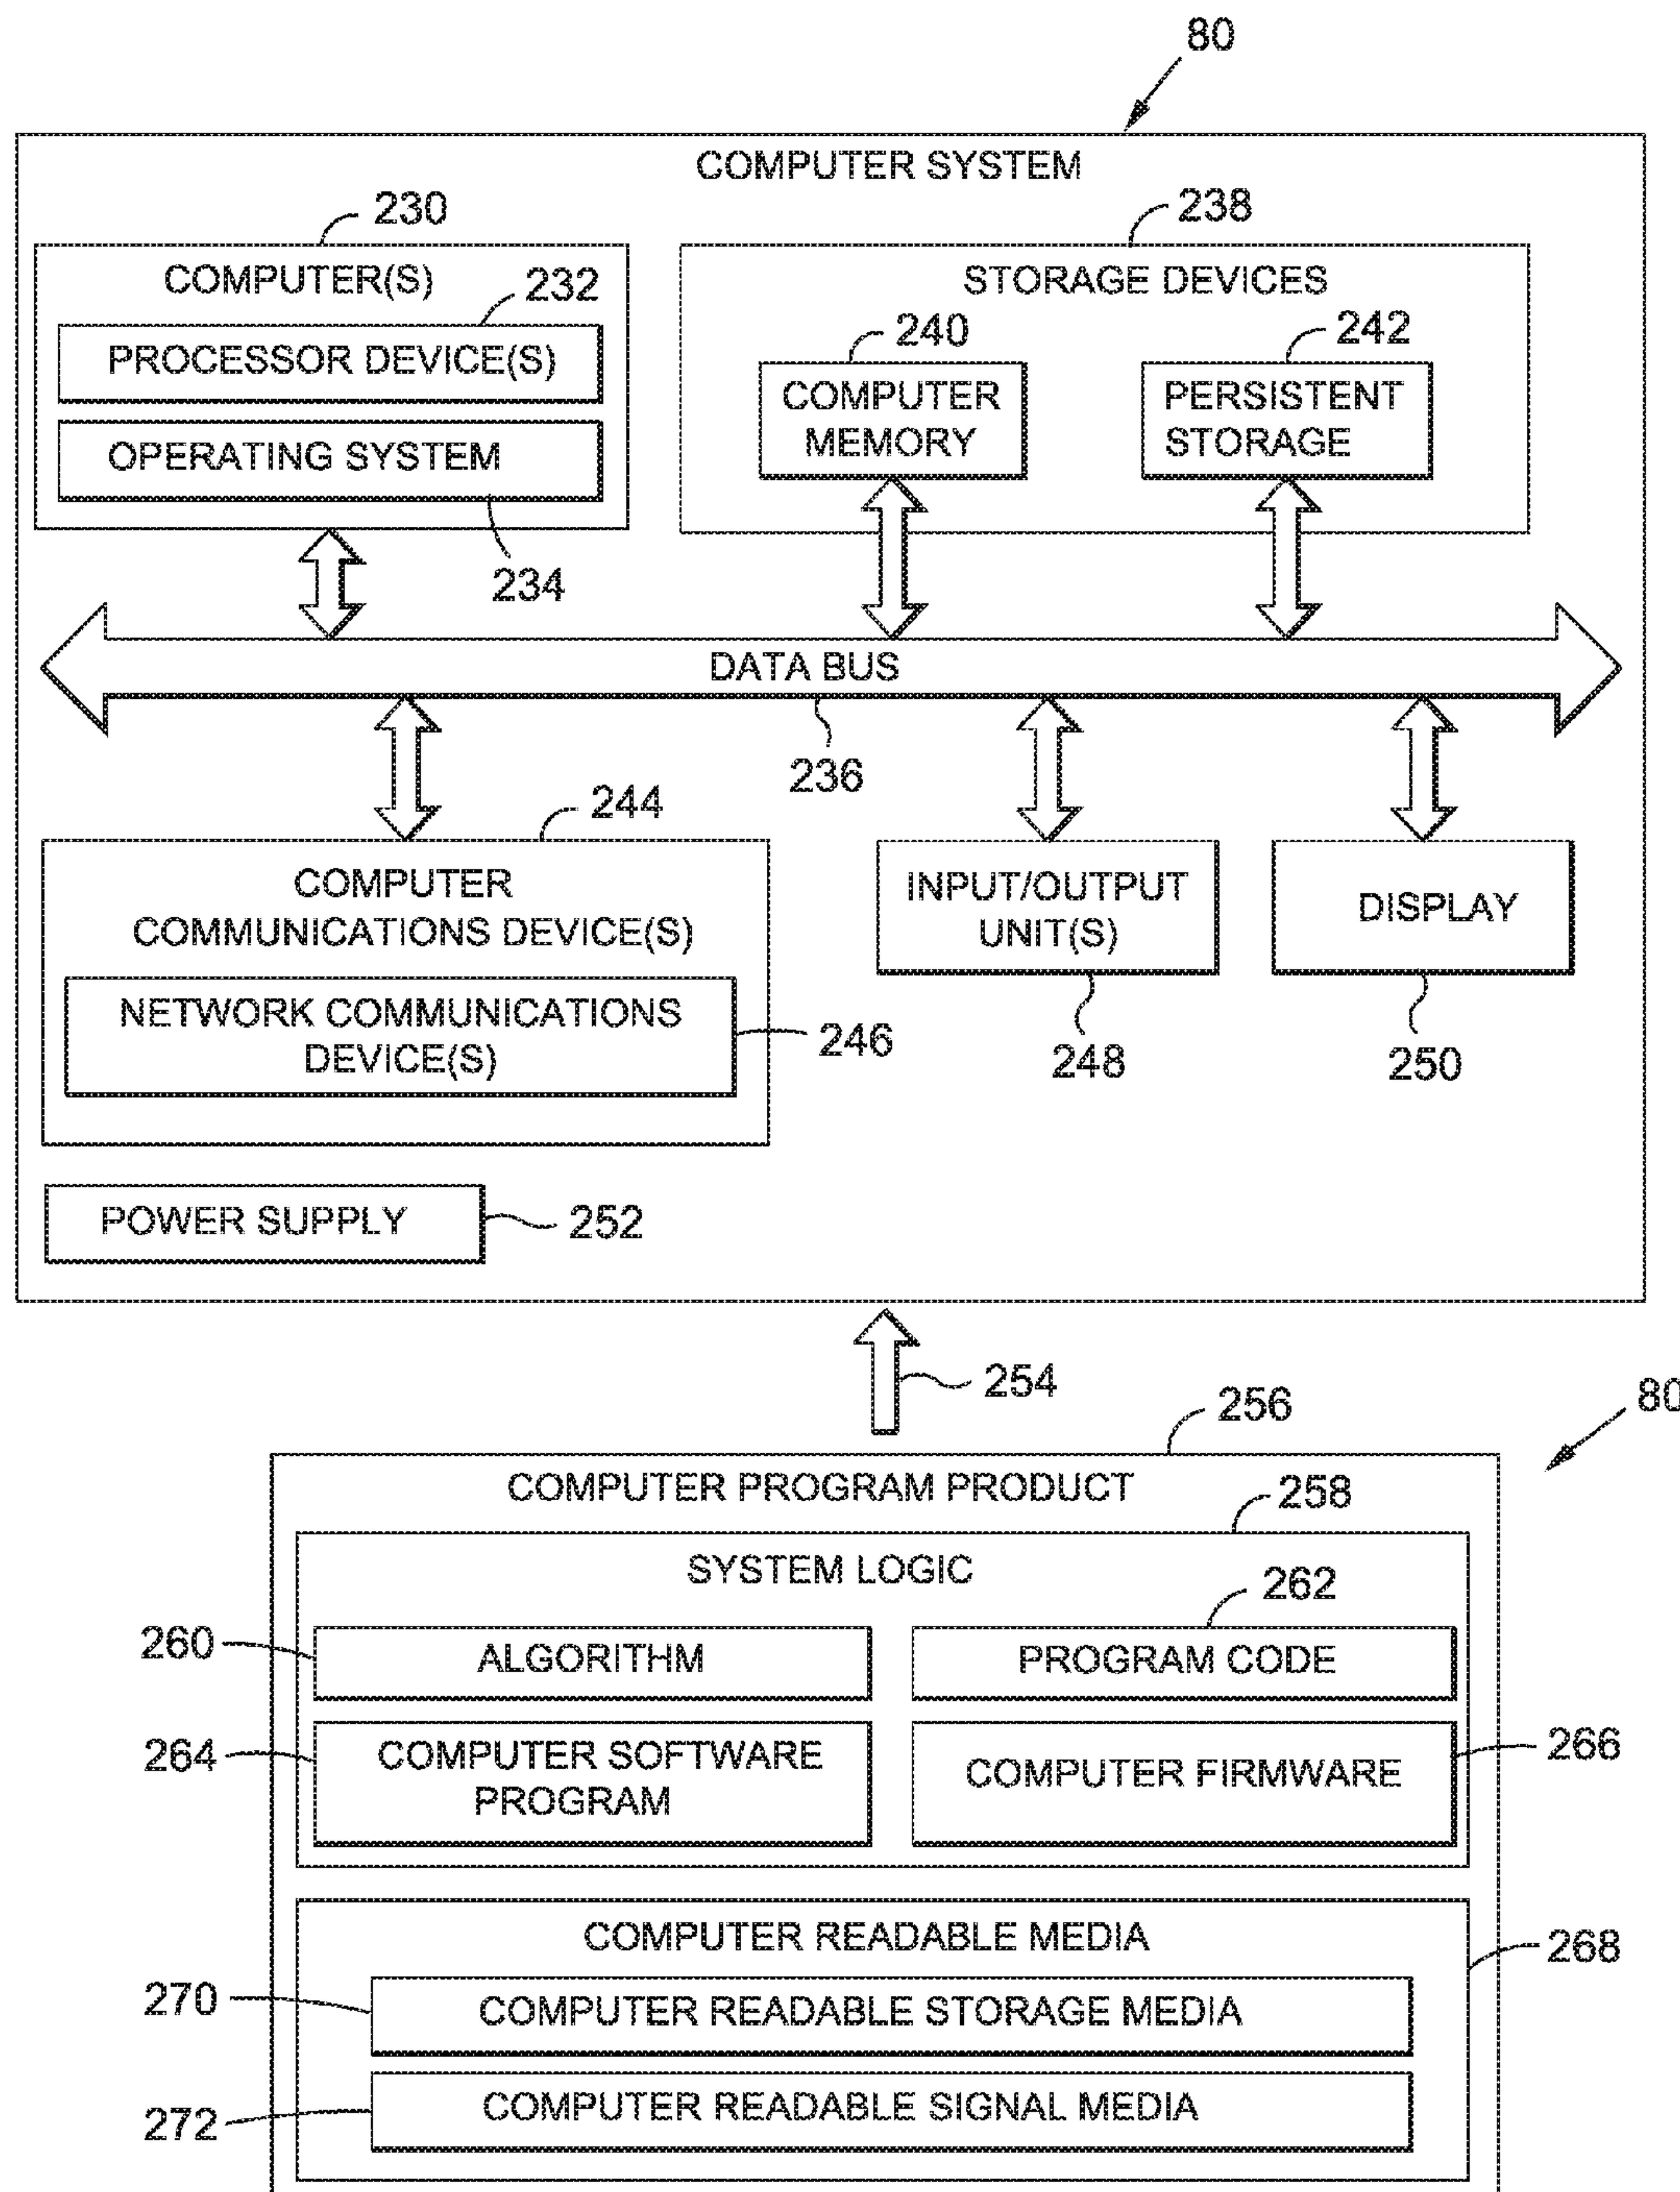 80
COMPUTER SYSTEM
230
238
COMPUTER(S)
232
STORAGE DEVICES
240
242
PROCESSOR DEVICE(S)
COMPUTER
MEMORY
PERSISTENT
STORAGE
OPERATING SYSTEM
234
DATA BUS
236
244
COMPUTER
COMMUNICATIONS DEVICE(S)
INPUT/OUTPUT
UNIT(S)
DISPLAY
NETWORK COMMUNICATIONS
DEVICE(S)
246
248
250
POWER SUPPLY
252
254
80
256
COMPUTER PROGRAM PRODUCT
258
SYSTEM LOGIC
262
260
ALGORITHM
PROGRAM CODE
264
COMPUTER SOFTWARE
PROGRAM
COMPUTER FIRMWARE
266
COMPUTER READABLE MEDIA
268
270
COMPUTER READABLE STORAGE MEDIA
COMPUTER READABLE SIGNAL MEDIA
272